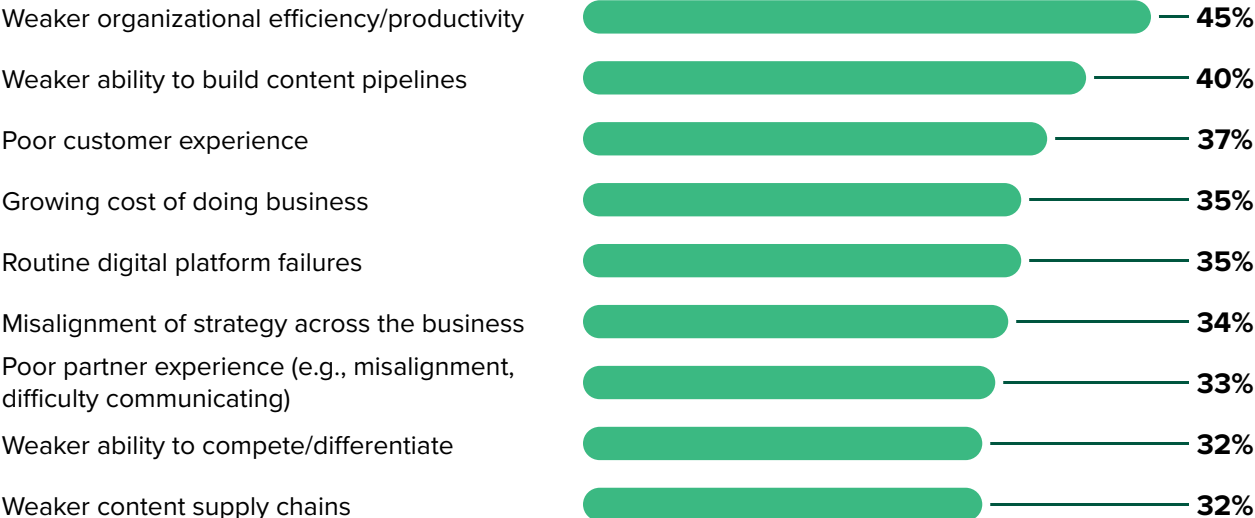 Weaker organizational efficiency/productivity 45%
Weaker ability to build content pipelines 40%
Poor customer experience 37%
Growing cost of doing business 35%
Routine digital platform failures 35%
Misalignment of strategy across the business 34%
Poor partner experience (e.g., misalignment,
difficulty communicating) 33%
Weaker ability to compete/differentiate 32%
Weaker content supply chains 32%